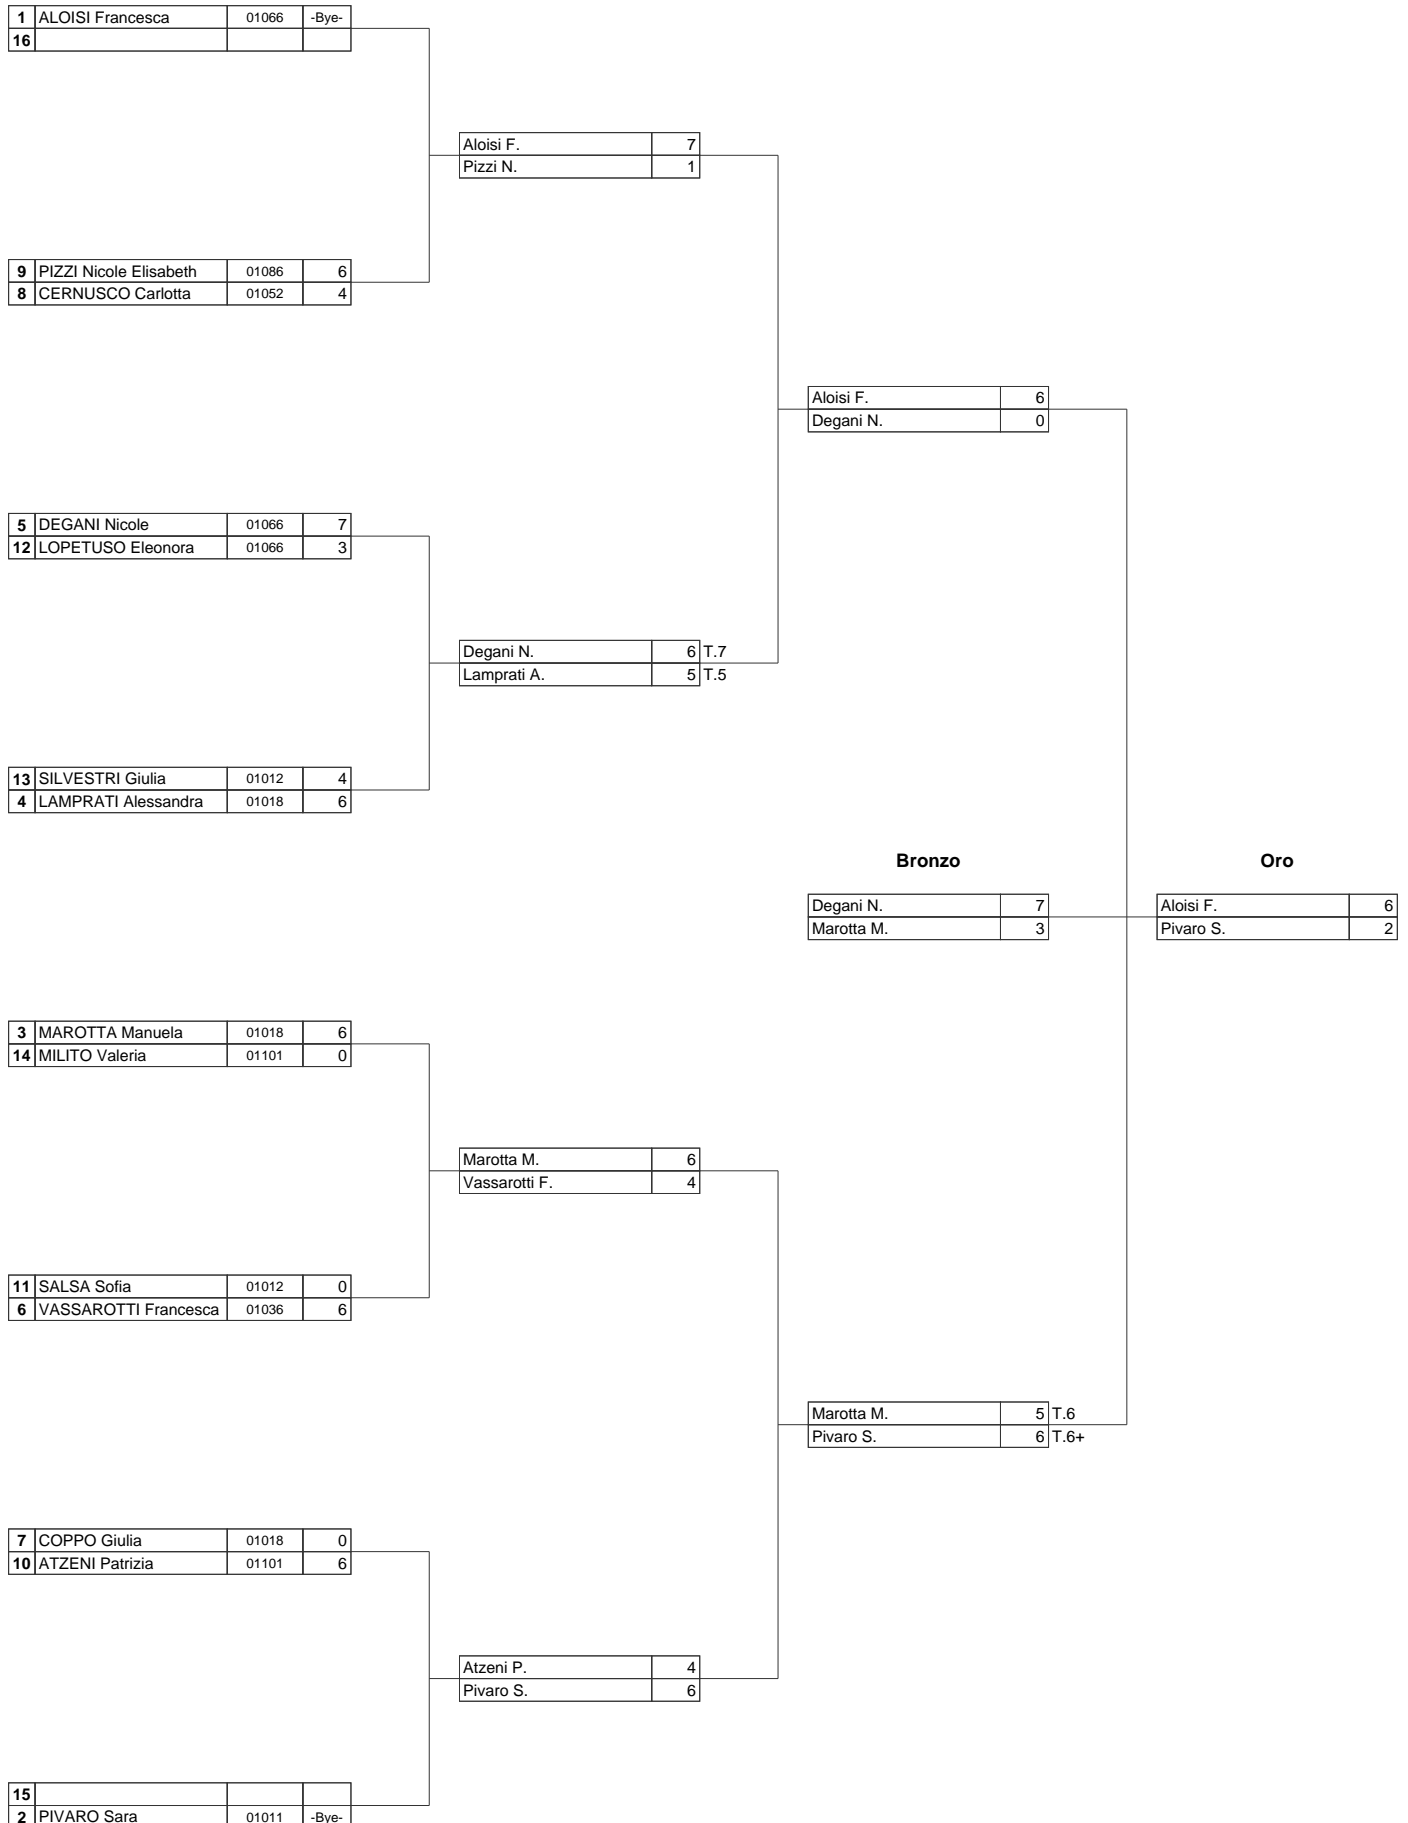 1 ALOISI Francesca 01066 -Bye-
16
Aloisi F. 7
Pizzi N. 1
9 PIZZI Nicole Elisabeth 01086 6
8 CERNUSCO Carlotta 01052 4
Aloisi F. 6
Degani N. 0
5 DEGANI Nicole 01066 7
12 LOPETUSO Eleonora 01066 3
Degani N. 6 T.7
Lamprati A. 5 T.5
13 SILVESTRI Giulia 01012 4
4 LAMPRATI Alessandra 01018 6
Bronzo Oro
Degani N. 7 Aloisi F. 6
Marotta M. 3 Pivaro S. 2
3 MAROTTA Manuela 01018 6
14 MILITO Valeria 01101 0
Marotta M. 6
Vassarotti F. 4
11 SALSA Sofia 01012 0
6 VASSAROTTI Francesca 01036 6
Marotta M. 5 T.6
Pivaro S. 6 T.6+
7 COPPO Giulia 01018 0
10 ATZENI Patrizia 01101 6
Atzeni P. 4
Pivaro S. 6
15
2 PIVARO Sara 01011 -Bye-